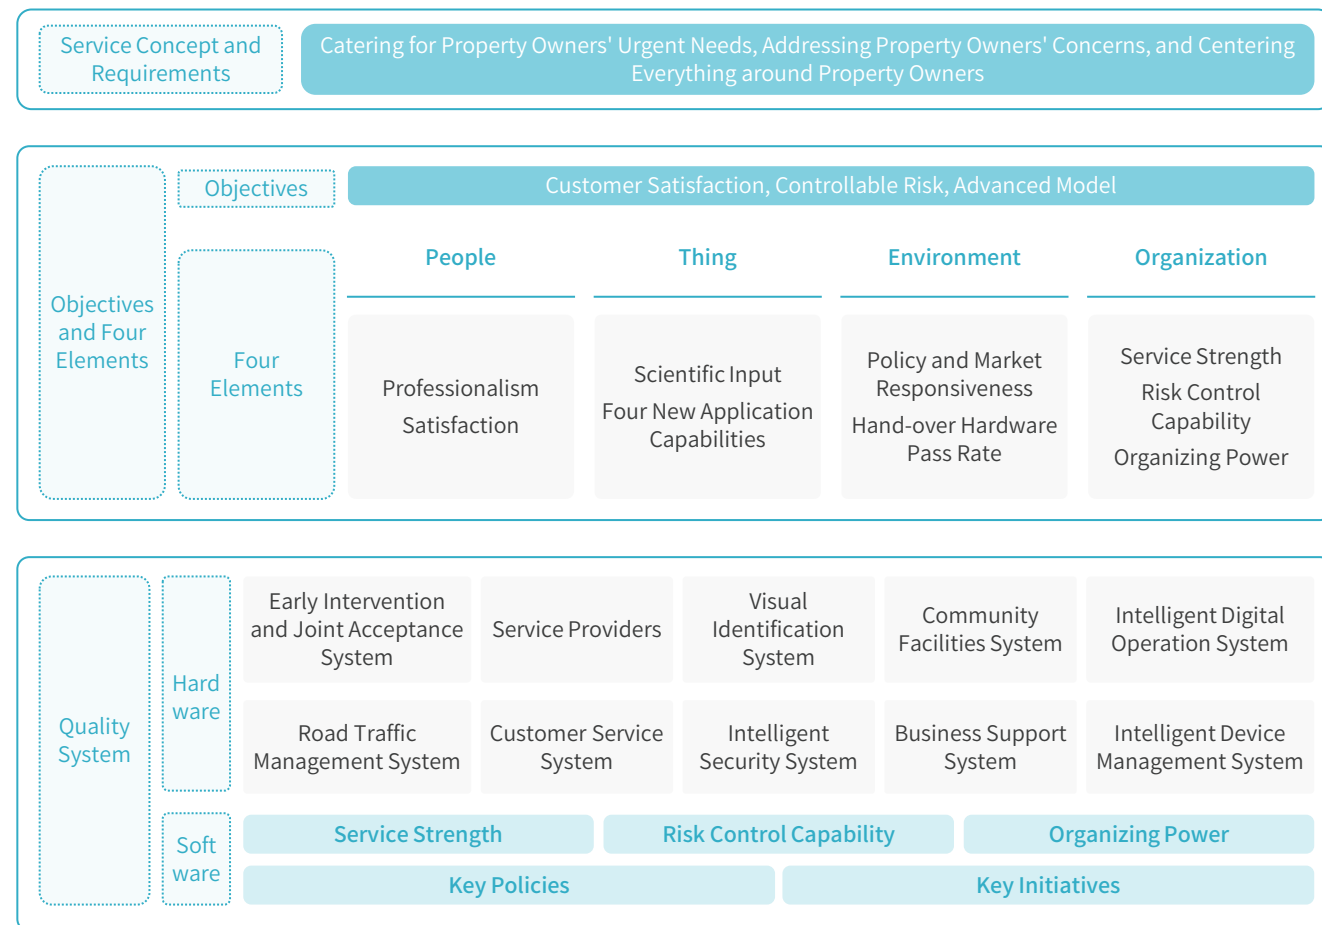 Service Concept and
Requirements
Catering for Property Owners' Urgent Needs, Addressing Property Owners' Concerns, and Centering
Everything around Property Owners
Objectives
and Four
Elements
Objectives
Customer Satisfaction, Controllable Risk, Advanced Model
Four
Elements
People
Professionalism
Satisfaction
Thing
Scientific Input
Four New Application
Capabilities
Environment
Policy and Market
Responsiveness
Hand-over Hardware
Pass Rate
Organization
Service Strength
Risk Control
Capability
Organizing Power
Quality
System
Hard
ware
Early Intervention
and Joint Acceptance
System
Service Providers
Visual
Identification
System
Community
Facilities System
Intelligent Digital
Operation System
Road Traffic
Management System
Customer Service
System
Intelligent
Security System
Business Support
System
Intelligent Device
Management System
Soft
ware
Service Strength
Risk Control Capability
Organizing Power
Key Policies
Key Initiatives